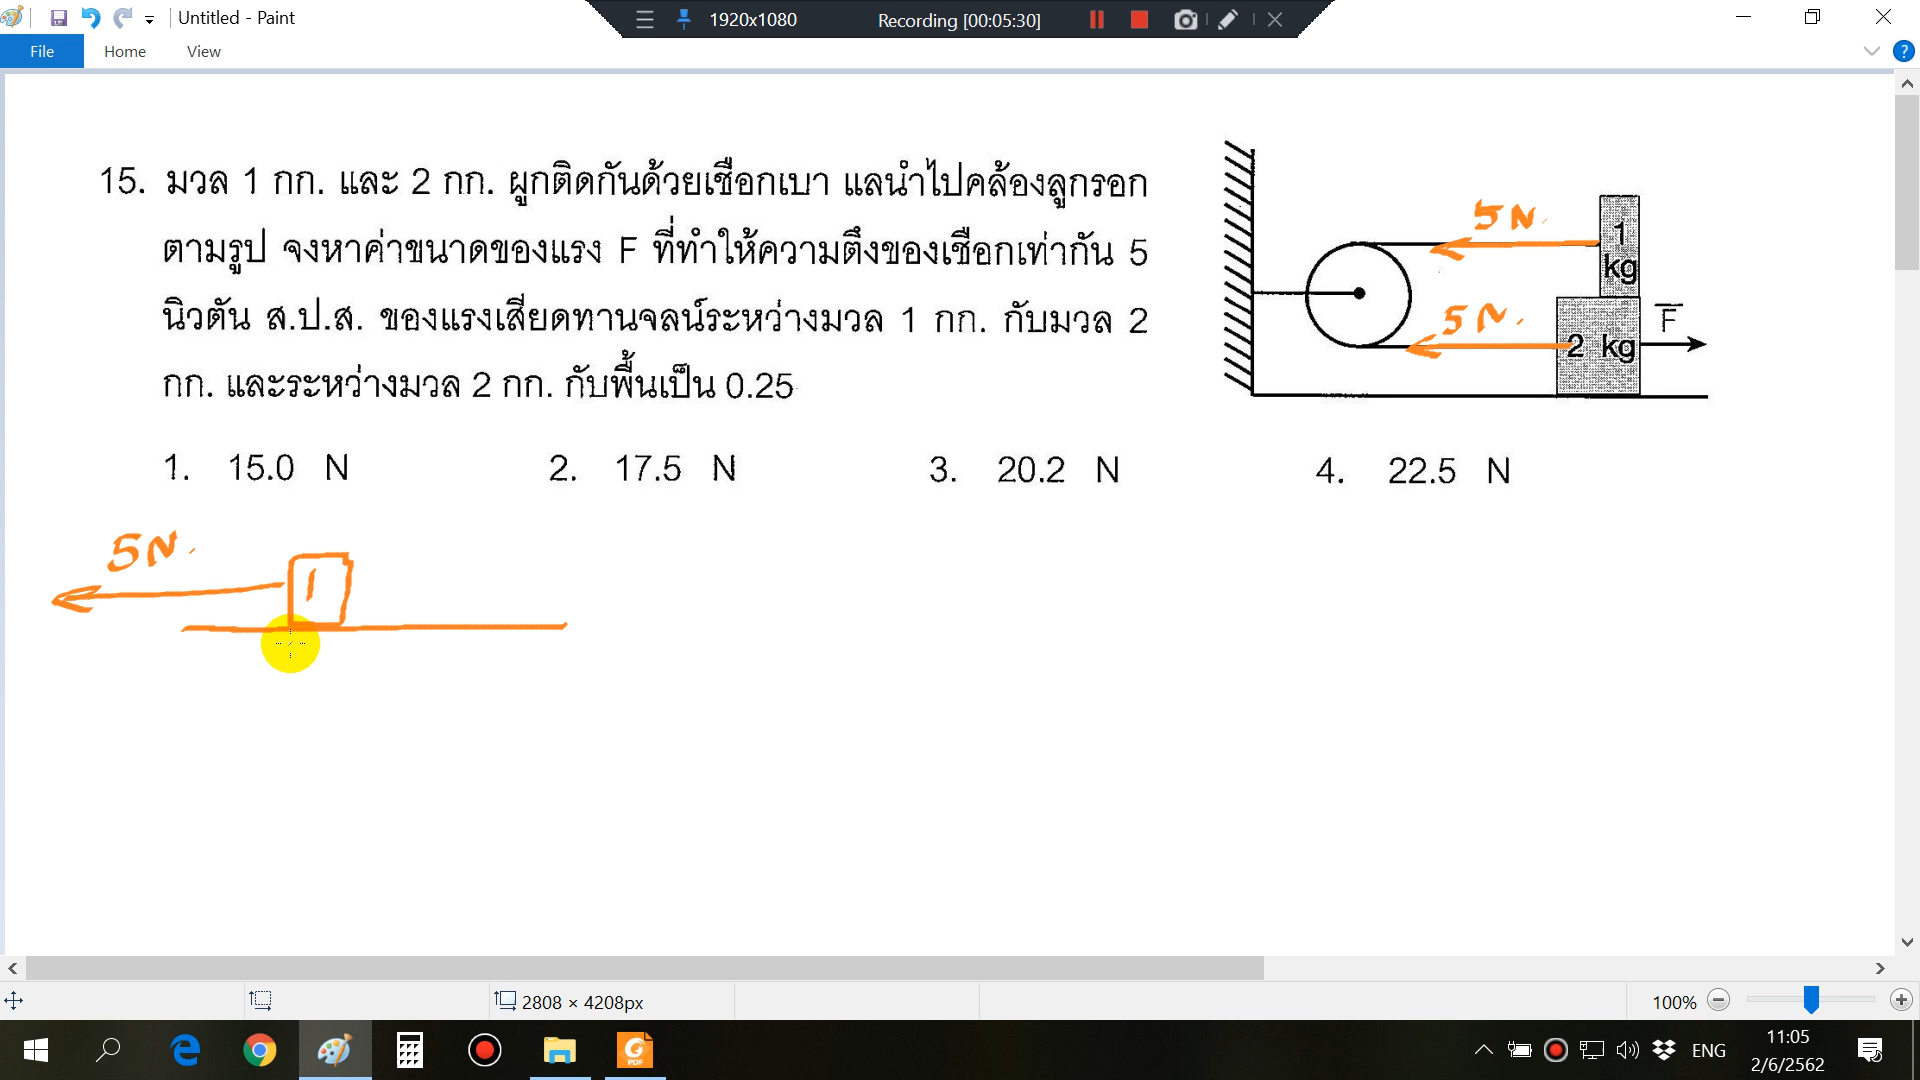 Untitled - Paint
1920x1080
Recording [00:05:30]
File
Home
View
15. มวล 1 กก. และ 2 กก. ผูกติดกันด้วยเชือกเบา แลนำไปคล้องลูกรอก
ตามรูป จงหาค่าขนาดของแรง F ที่ทำให้ความตึงของเชือกเท่ากัน 5
นิวตัน ส.ป.ส. ของแรงเสียดทานจลน์ระหว่างมวล 1 กก. กับมวล 2
กก. และระหว่างมวล 2 กก. กับพื้นเป็น 0.25
5N.
1
kg
5N.
2 kg
F
1. 15.0 N
2. 17.5 N
3. 20.2 N
4. 22.5 N
5N.
1
2808 × 4208px
100%
PDF
ENG
11:05
2/6/2562